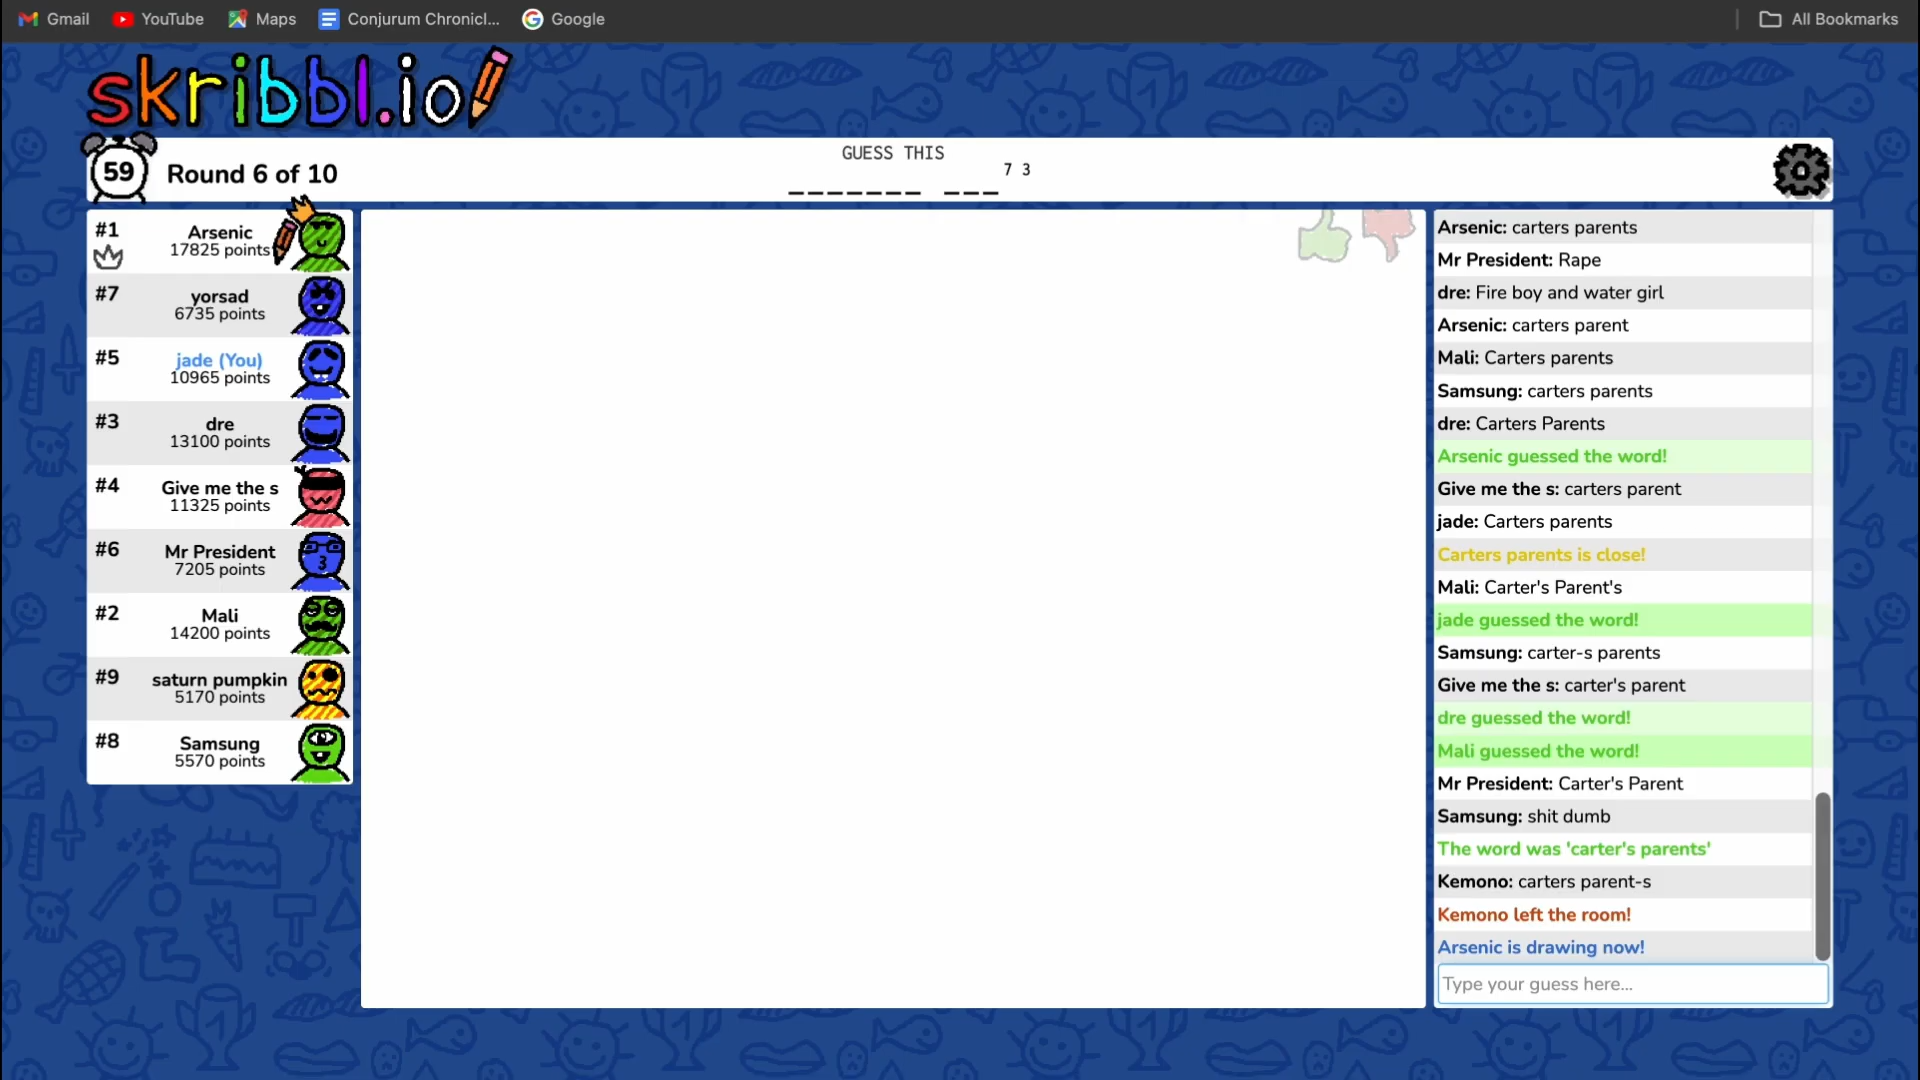 Gmail YouTube Maps Conjurum Chronicl... Google All Bookmarks
skribbl.io
59 Round 6 of 10
GUESS THIS
_______ ___ 7 3
#1 Arsenic
17825 points
#7 yorsad
6735 points
#5 jade (You)
10965 points
#3 dre
13100 points
#4 Give me the s
11325 points
#6 Mr President
7205 points
#2 Mali
14200 points
#9 saturn pumpkin
5170 points
#8 Samsung
5570 points
Arsenic: carters parents
Mr President: Rape
dre: Fire boy and water girl
Arsenic: carters parent
Mali: Carters parents
Samsung: carters parents
dre: Carters Parents
Arsenic guessed the word!
Give me the s: carters parent
jade: Carters parents
Carters parents is close!
Mali: Carter's Parent's
jade guessed the word!
Samsung: carter-s parents
Give me the s: carter's parent
dre guessed the word!
Mali guessed the word!
Mr President: Carter's Parent
Samsung: shit dumb
The word was 'carter's parents'
Kemono: carters parent-s
Kemono left the room!
Arsenic is drawing now!
Type your guess here...